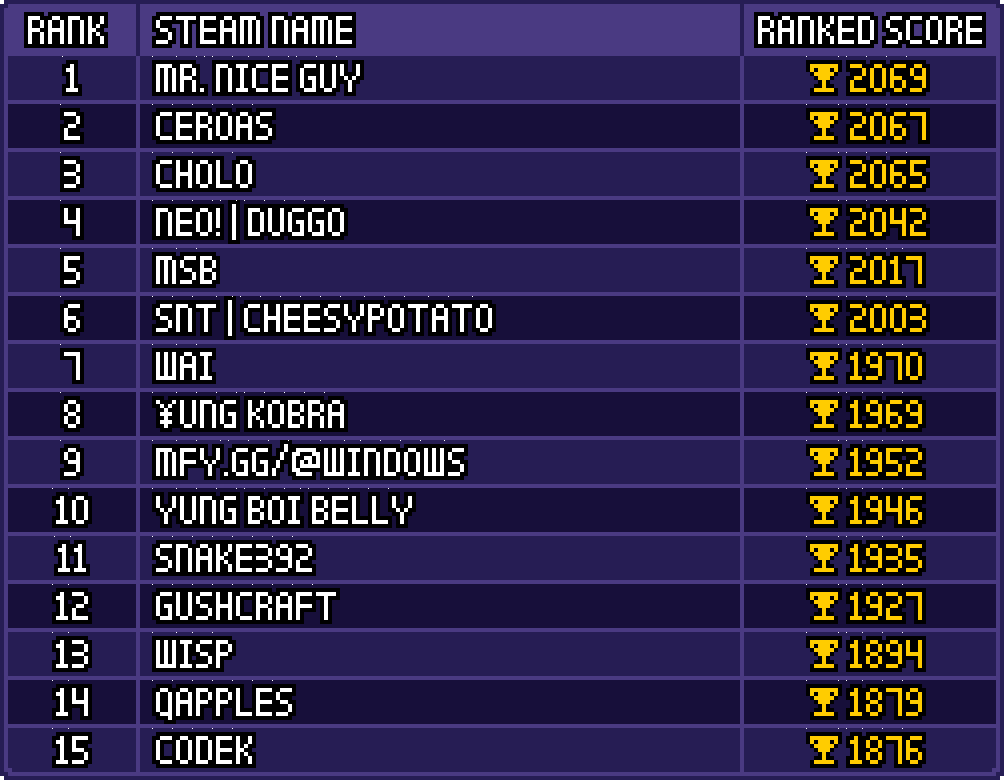 RANK STEAM NAME RANKED SCORE
1 MR. NICE GUY 2069
2 CEROAS 2067
3 CHOLO 2065
4 NEO! | DUGGO 2042
5 MSB 2017
6 SNT | CHEESYPOTATO 2003
7 WAI 1970
8 ¥UNG KOBRA 1969
9 MFY.GG/@WINDOWS 1952
10 YUNG BOI BELLY 1946
11 SNAKE392 1935
12 GUSHCRAFT 1927
13 WISP 1894
14 QAPPLES 1879
15 CODEK 1876